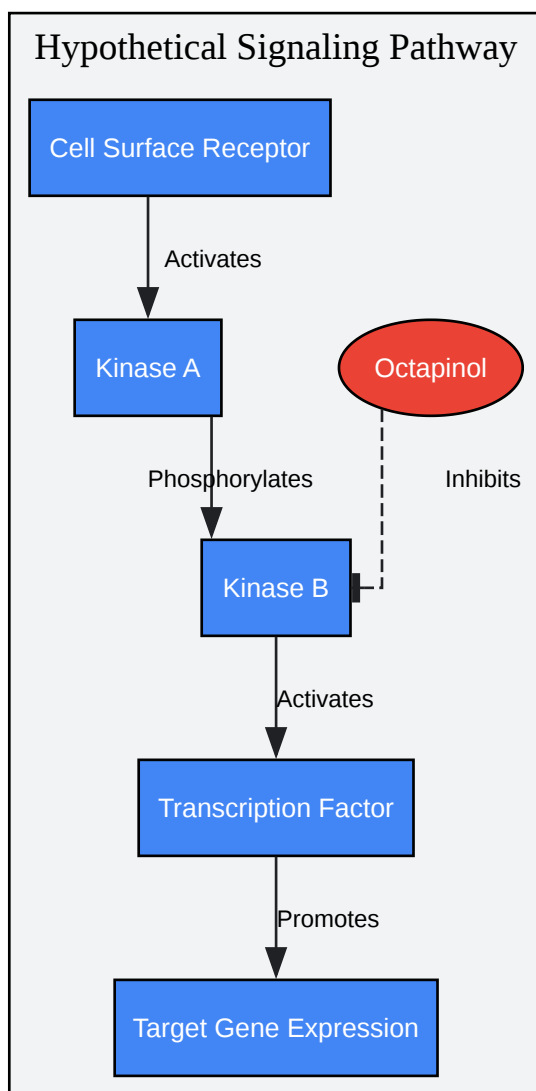 Hypothetical Signaling Pathway
Cell Surface Receptor
Activates
Kinase A
Octapinol
Phosphorylates
Inhibits
Kinase B
Activates
Transcription Factor
Promotes
Target Gene Expression